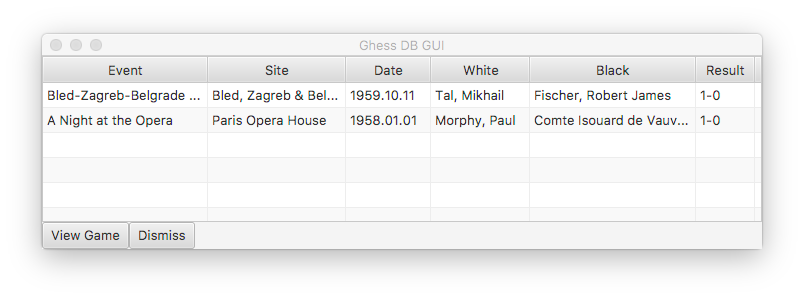 Ghess DB GUI
Event Site Date White Black Result
Bled-Zagreb-Belgrade ... Bled, Zagreb & Bel... 1959.10.11 Tal, Mikhail Fischer, Robert James 1-0
A Night at the Opera Paris Opera House 1958.01.01 Morphy, Paul Comte Isouard de Vauv... 1-0
View Game Dismiss